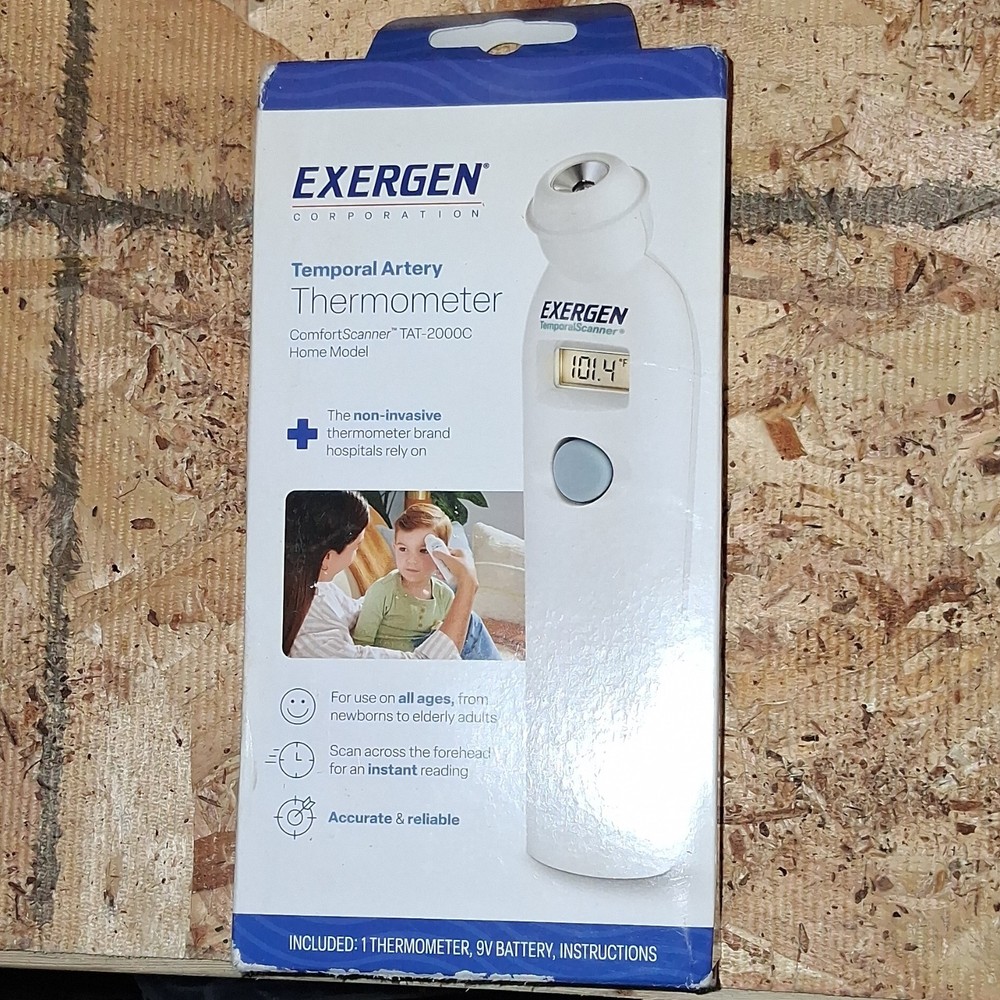 EXERGEN®
CORPORATION
Temporal Artery
Thermometer
ComfortScanner™ TAT-2000C
Home Model
The non-invasive
thermometer brand
hospitals rely on
For use on all ages, from
newborns to elderly adults
Scan across the forehead
for an instant reading
Accurate & reliable
EXERGEN
TemporalScanner®
101.4°F
INCLUDED: 1 THERMOMETER, 9V BATTERY, INSTRUCTIONS